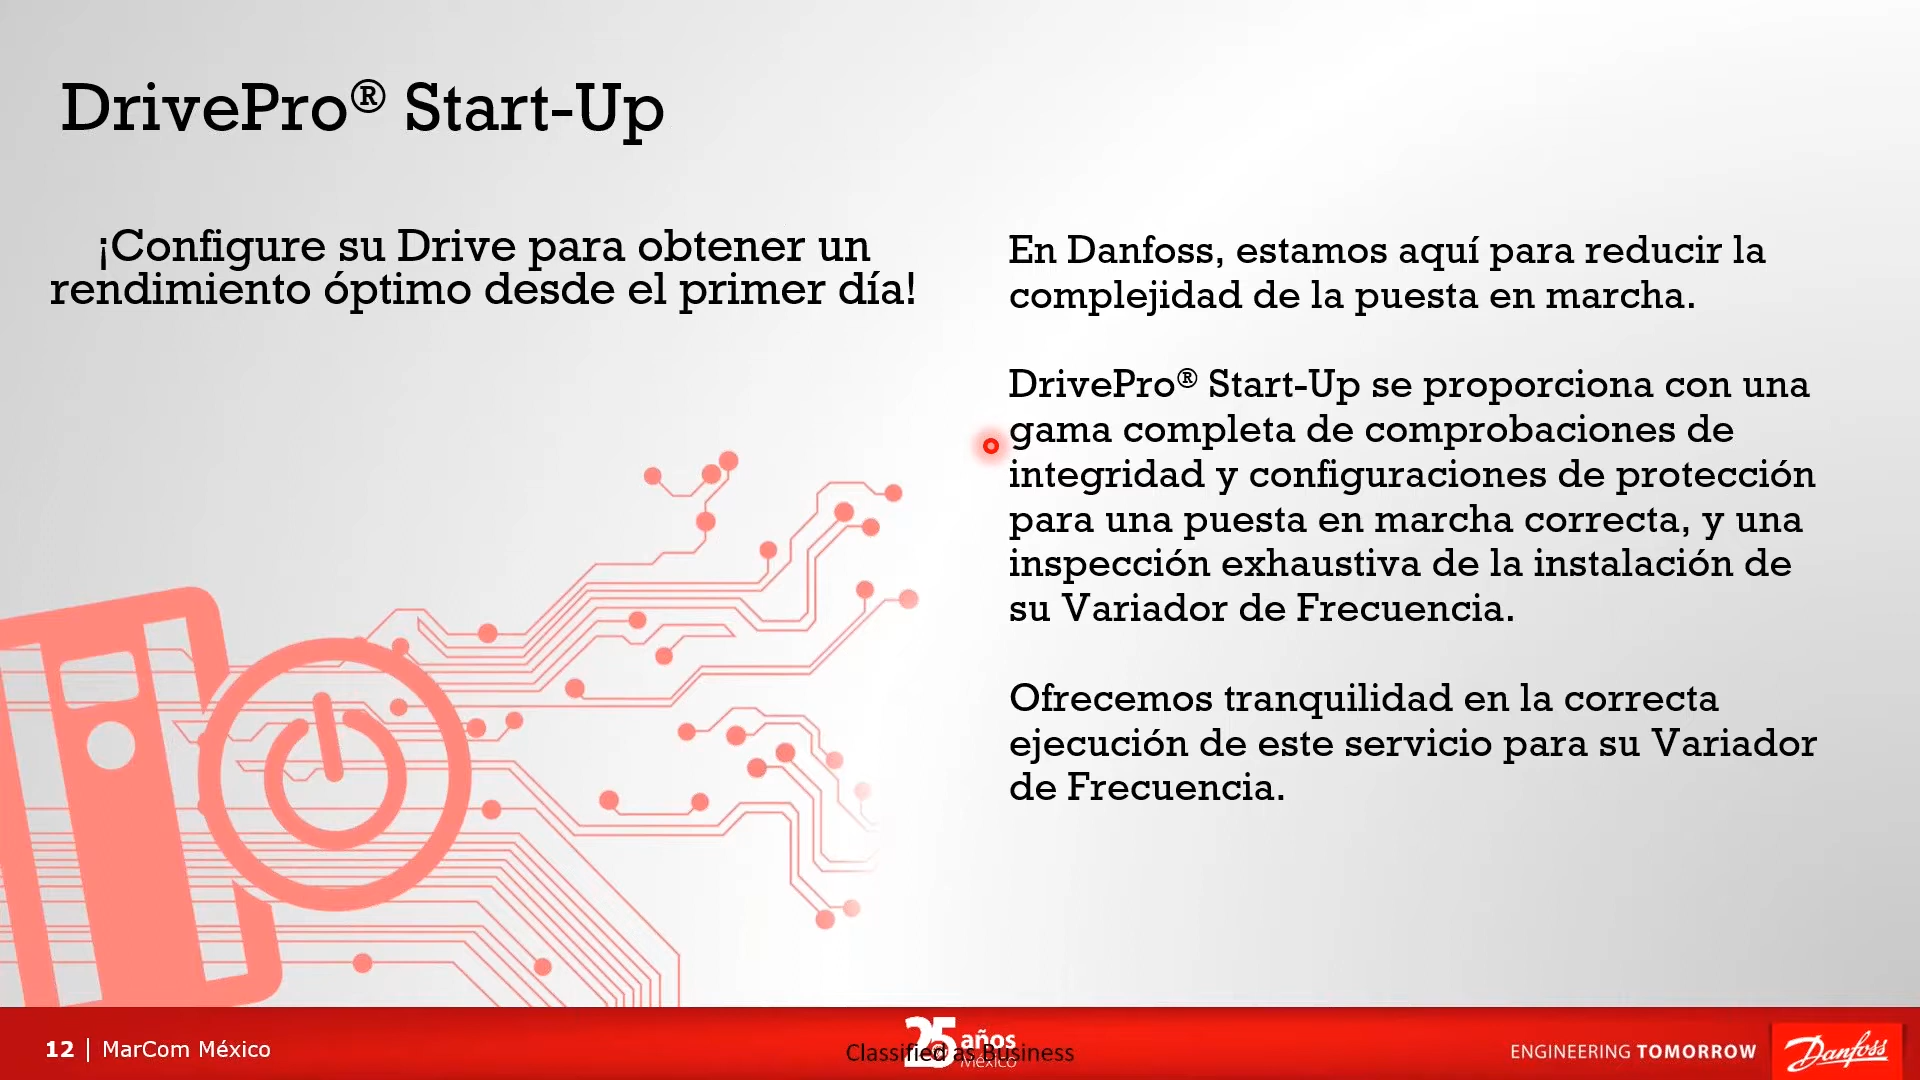 DrivePro® Start-Up
¡Configure su Drive para obtener un
rendimiento óptimo desde el primer día!
En Danfoss, estamos aquí para reducir la
complejidad de la puesta en marcha.
DrivePro® Start-Up se proporciona con una
gama completa de comprobaciones de
integridad y configuraciones de protección
para una puesta en marcha correcta, y una
inspección exhaustiva de la instalación de
su Variador de Frecuencia.
Ofrecemos tranquilidad en la correcta
ejecución de este servicio para su Variador
de Frecuencia.
12 | MarCom México
25 años
México
Classified as Business
ENGINEERING TOMORROW
Danfoss